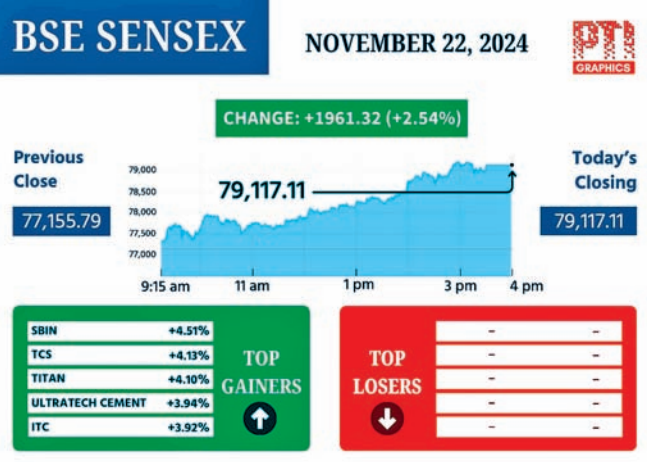 BSE SENSEX
NOVEMBER 22, 2024
PTI
GRAPHICS
CHANGE: +1961.32 (+2.54%)
Previous
Close
77,155.79
79,000
78,500
78,000
77,500
77,000
79,117.11
Today's
Closing
79,117.11
9:15 am
11 am
1 pm
3 pm
4 pm
SBIN +4.51%
TCS +4.13%
TITAN +4.10%
ULTRATECH CEMENT +3.94%
ITC +3.92%
TOP
GAINERS
TOP
LOSERS
– –
– –
– –
– –
– –